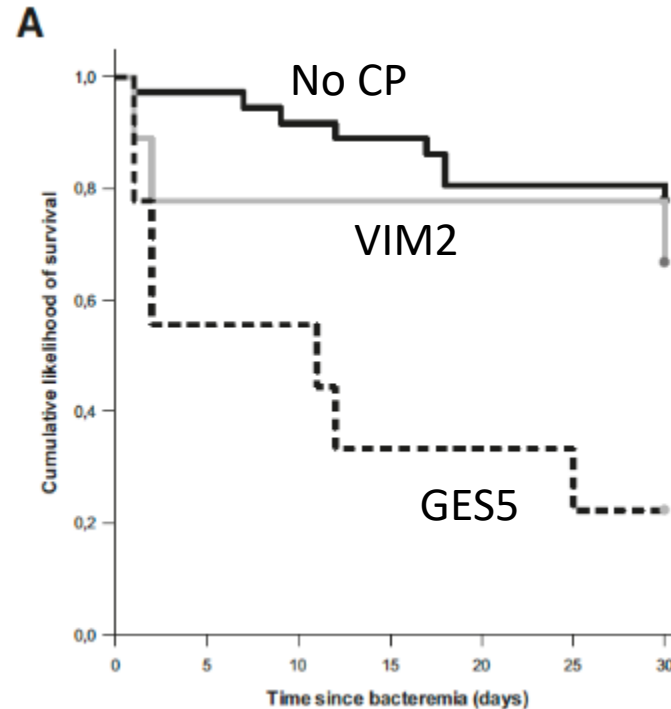 A
No CP
1,0
0,8
VIM2
0,6
0,4
GES5
0,2
0,0
Cumulative likelihood of survival
0 5 10 15 20 25 30
Time since bacteremia (days)